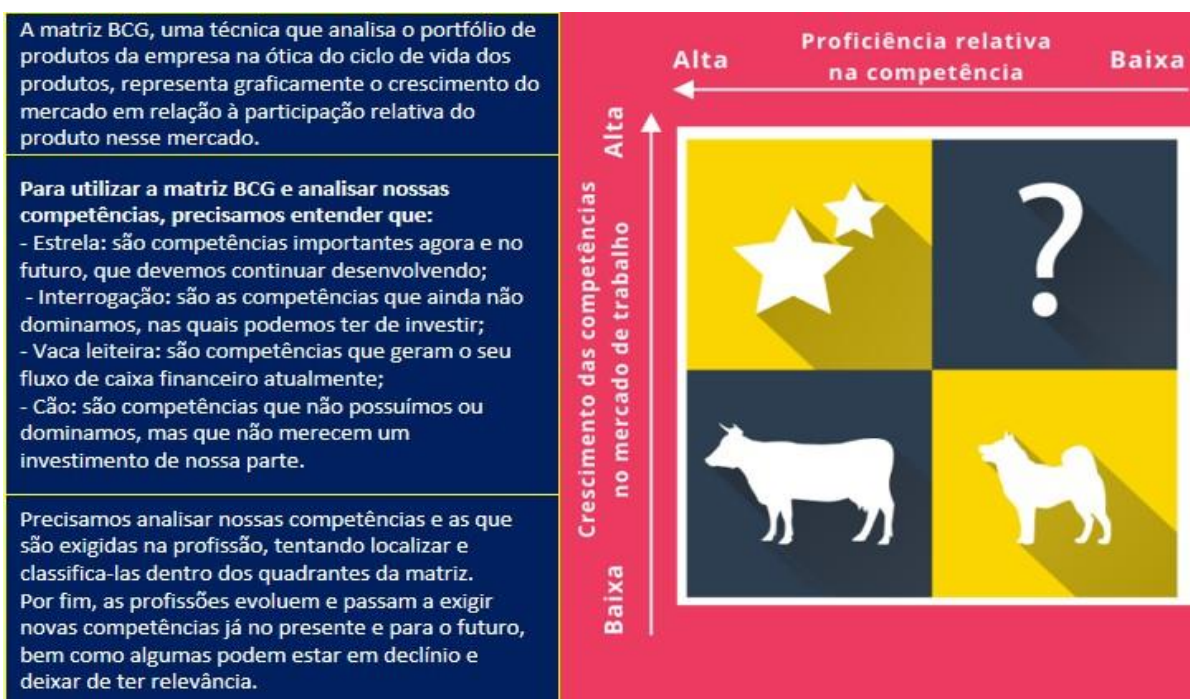 A matriz BCG, uma técnica que analisa o portfólio de
produtos da empresa na ótica do ciclo de vida dos
produtos, representa graficamente o crescimento do
mercado em relação à participação relativa do
produto nesse mercado.
Para utilizar a matriz BCG e analisar nossas
competências, precisamos entender que:
- Estrela: são competências importantes agora e no
futuro, que devemos continuar desenvolvendo;
- Interrogação: são as competências que ainda não
dominamos, nas quais podemos ter de investir;
- Vaca leiteira: são competências que geram o seu
fluxo de caixa financeiro atualmente;
- Cão: são competências que não possuímos ou
dominamos, mas que não merecem um
investimento de nossa parte.
Precisamos analisar nossas competências e as que
são exigidas na profissão, tentando localizar e
classifica-las dentro dos quadrantes da matriz.
Por fim, as profissões evoluem e passam a exigir
novas competências já no presente e para o futuro,
bem como algumas podem estar em declínio e
deixar de ter relevância.
Alta
Proficiência relativa
na competência
Baixa
Alta
Crescimento das competências
no mercado de trabalho
Baixa
?